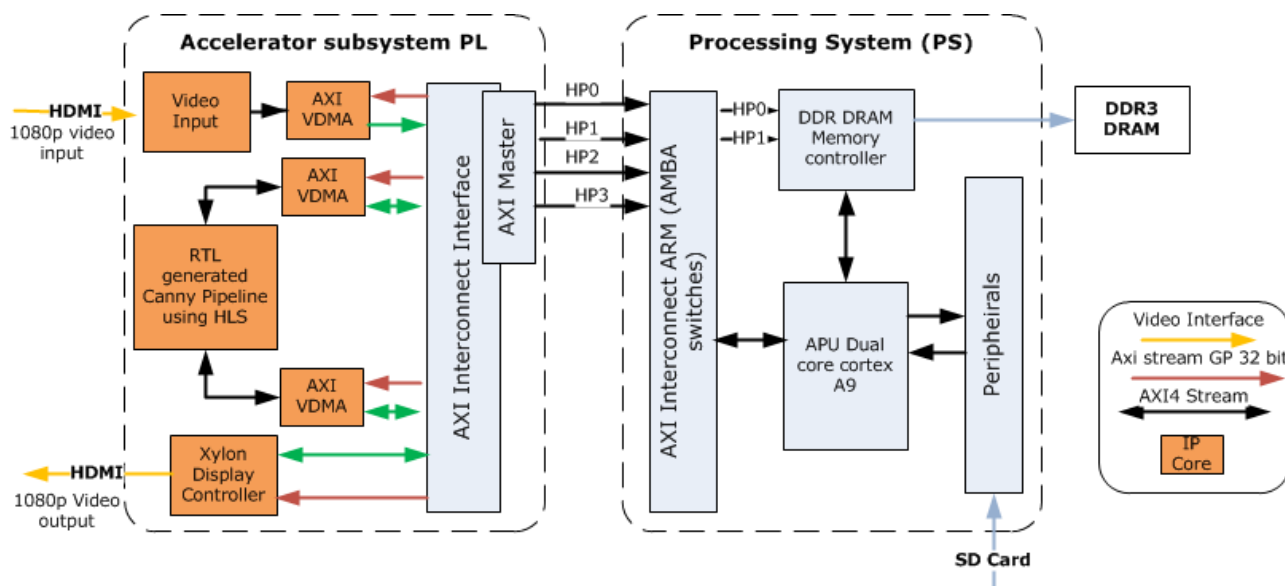 Accelerator subsystem PL
HDMI
1080p video
input
Video
Input
AXI
VDMA
AXI
VDMA
RTL
generated
Canny Pipeline
using HLS
AXI
VDMA
Xylon
Display
Controller
HDMI
1080p Video
output
AXI Interconnect Interface
AXI Master
HP0
HP1
HP2
HP3
Processing System (PS)
AXI Interconnect ARM (AMBA
switches)
HP0
HP1
DDR DRAM
Memory
controller
APU Dual
core cortex
A9
Peripheirals
SD Card
DDR3
DRAM
Video Interface
Axi stream GP 32 bit
AXI4 Stream
IP
Core